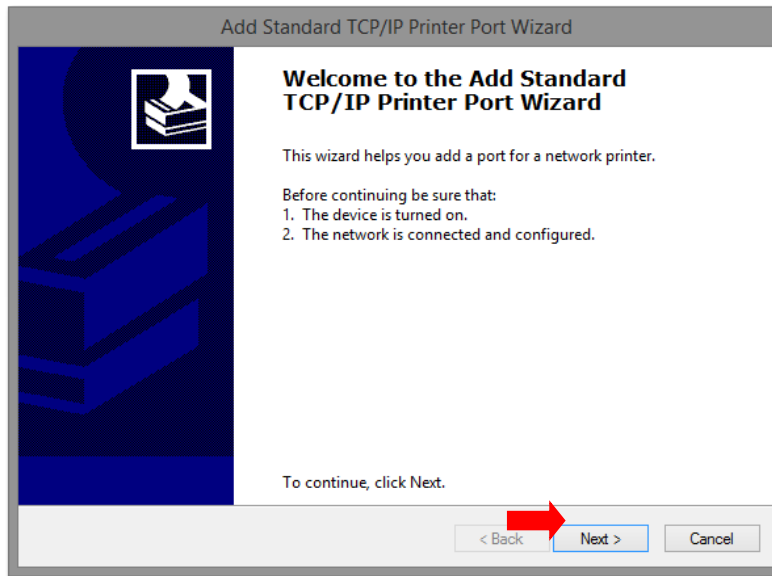 Add Standard TCP/IP Printer Port Wizard
Welcome to the Add Standard
TCP/IP Printer Port Wizard
This wizard helps you add a port for a network printer.
Before continuing be sure that:
1. The device is turned on.
2. The network is connected and configured.
To continue, click Next.
< Back Next > Cancel